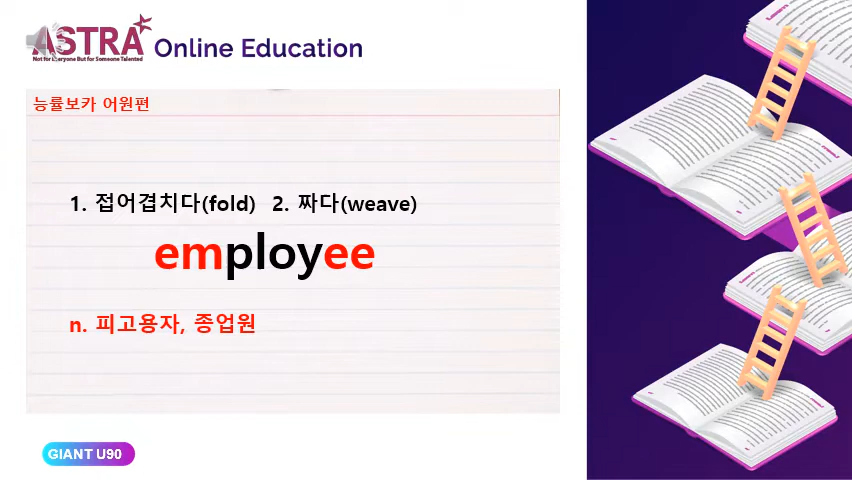 ASTRA
Not for Everyone But for Someone Talented
Online Education
능률보카 어원편
1. 접어겹치다(fold) 2. 짜다(weave)
employee
n. 피고용자, 종업원
GIANT U90